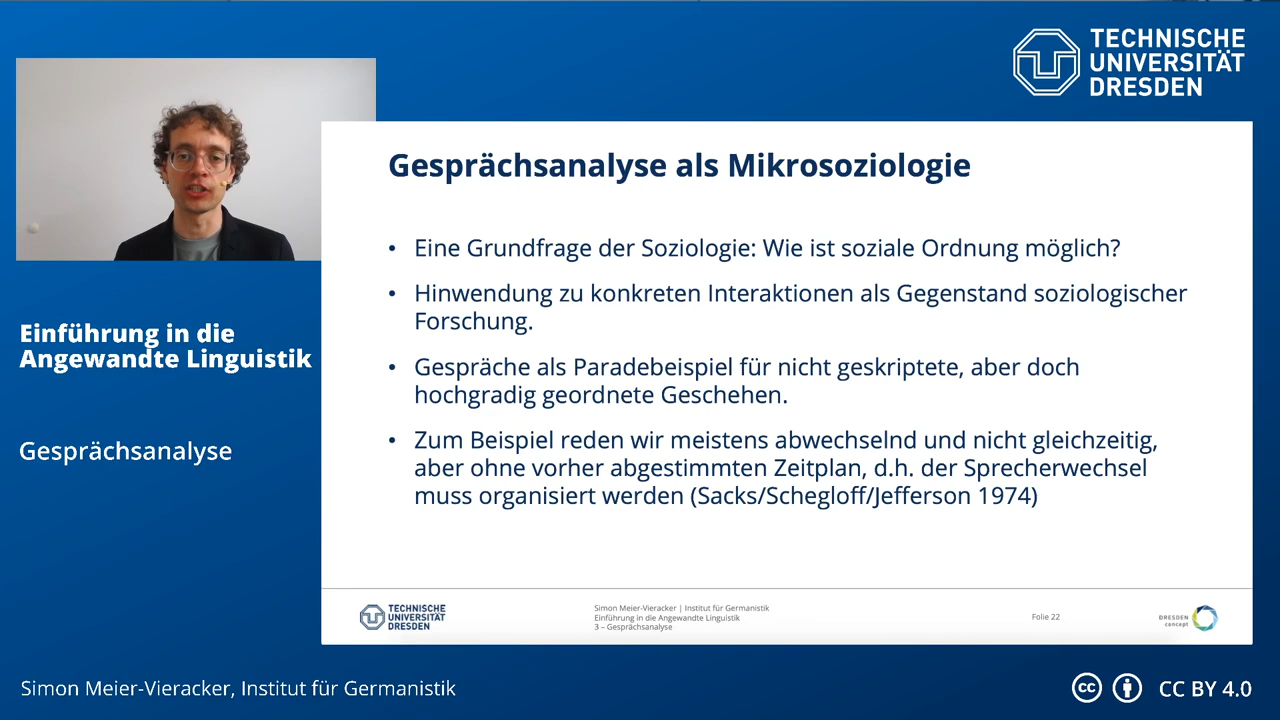 TECHNISCHE
UNIVERSITÄT
DRESDEN
Gesprächsanalyse als Mikrosoziologie
• Eine Grundfrage der Soziologie: Wie ist soziale Ordnung möglich?
• Hinwendung zu konkreten Interaktionen als Gegenstand soziologischer
Forschung.
• Gespräche als Paradebeispiel für nicht geskriptete, aber doch
hochgradig geordnete Geschehen.
• Zum Beispiel reden wir meistens abwechselnd und nicht gleichzeitig,
aber ohne vorher abgestimmten Zeitplan, d.h. der Sprecherwechsel
muss organisiert werden (Sacks/Schegloff/Jefferson 1974)
Einführung in die
Angewandte Linguistik
Gesprächsanalyse
TECHNISCHE
UNIVERSITÄT
DRESDEN
Simon Meier-Vieracker | Institut für Germanistik
Einführung in die Angewandte Linguistik
3 – Gesprächsanalyse
Folie 22
DRESDEN
concept
Simon Meier-Vieracker, Institut für Germanistik
cc
CC BY 4.0